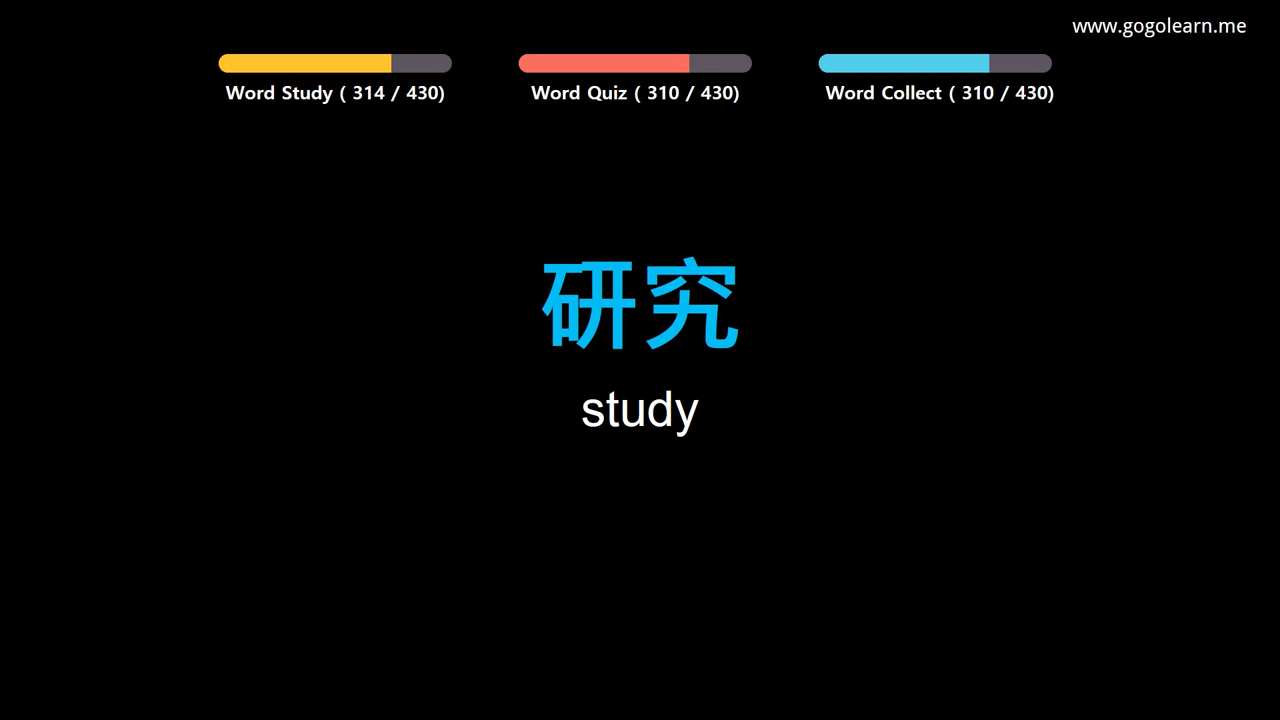 www.gogolearn.me
Word Study ( 314 / 430)
Word Quiz ( 310 / 430)
Word Collect ( 310 / 430)
研究
study